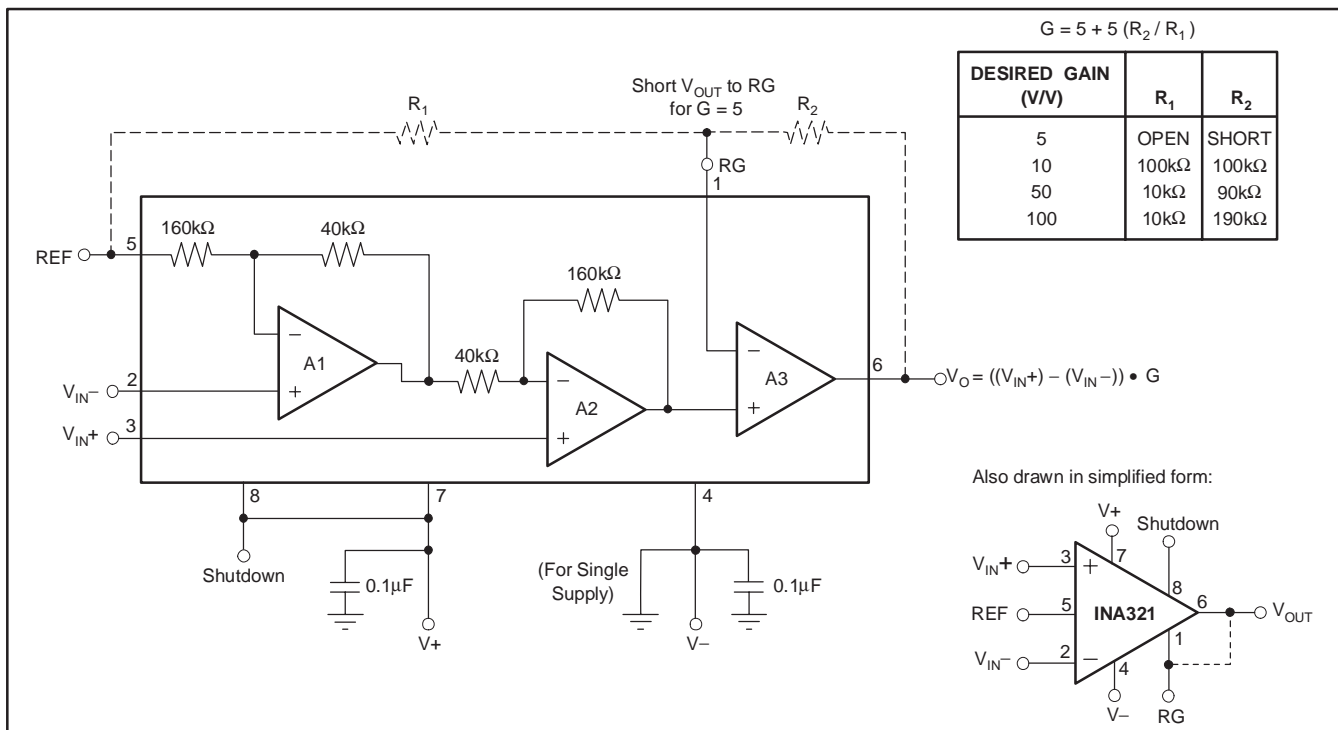 G = 5 + 5 (R2 / R1)
DESIRED GAIN (V/V) R1 R2
5 OPEN SHORT
10 100kΩ 100kΩ
50 10kΩ 90kΩ
100 10kΩ 190kΩ
Short VOUT to RG
for G = 5
R1
R2
RG
1
160kΩ
40kΩ
REF
5
160kΩ
−
A1
+
40kΩ
−
A2
+
−
A3
+
6
VO = ((VIN+) − (VIN−)) • G
VIN−
2
VIN+
3
8
7
4
Shutdown
0.1µF
V+
(For Single
Supply)
0.1µF
V−
Also drawn in simplified form:
V+
Shutdown
7
8
VIN+
3
+
REF
5
INA321
6
VOUT
VIN−
2
−
1
4
V−
RG